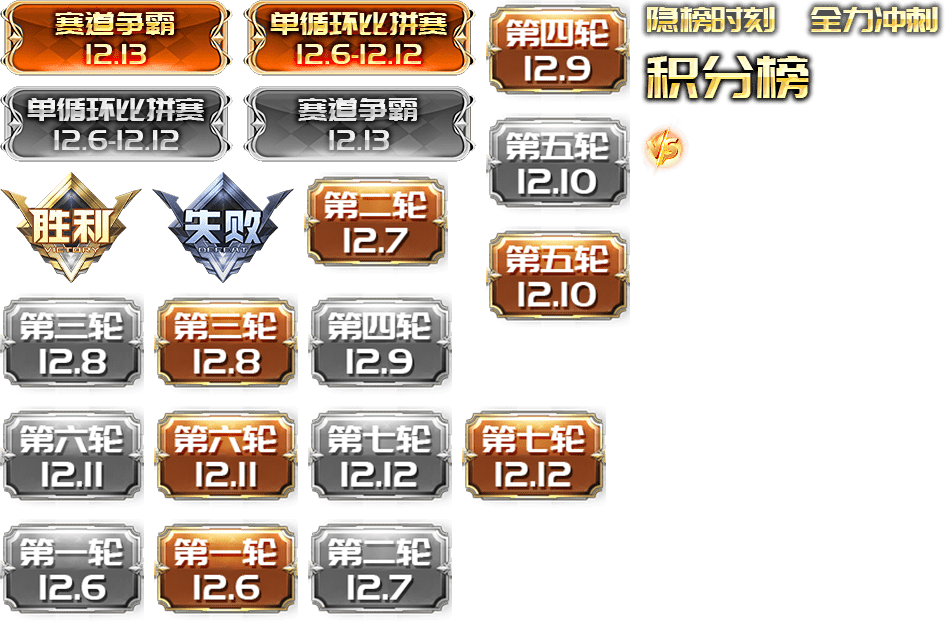 赛道争霸
12.13
单循环比拼赛
12.6-12.12
第四轮
12.9
隐榜时刻 全力冲刺
积分榜
单循环比拼赛
12.6-12.12
赛道争霸
12.13
第五轮
12.10
VS
胜利
VICTORY
失败
DEFEAT
第二轮
12.7
第五轮
12.10
第三轮
12.8
第三轮
12.8
第四轮
12.9
第六轮
12.11
第六轮
12.11
第七轮
12.12
第七轮
12.12
第一轮
12.6
第一轮
12.6
第二轮
12.7